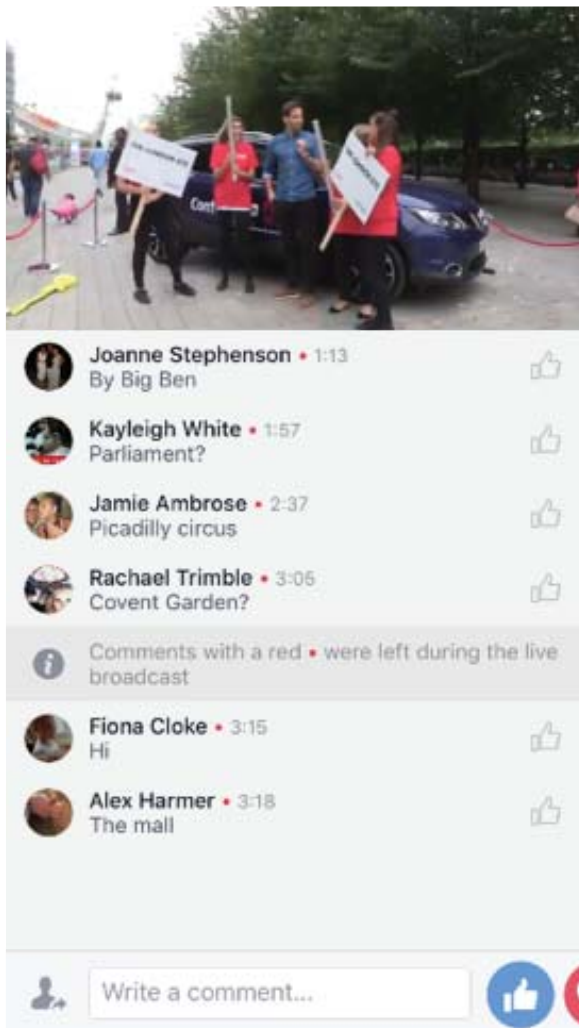 Joanne Stephenson • 1:13
By Big Ben
Kayleigh White • 1:57
Parliament?
Jamie Ambrose • 2:37
Picadilly circus
Rachael Trimble • 3:05
Covent Garden?
Comments with a red • were left during the live
broadcast
Fiona Cloke • 3:15
Hi
Alex Harmer • 3:18
The mall
Write a comment...